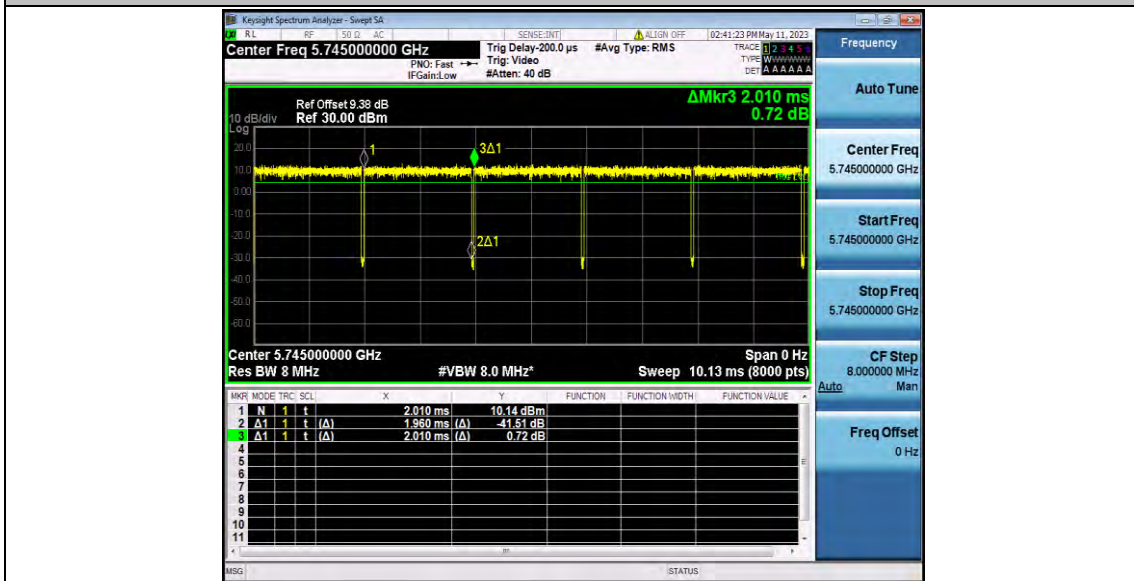 Keysight Spectrum Analyzer - Swept SA
RL RF 50 Ω AC SENSE:INT ALIGN OFF 02:41:23 PM May 11, 2023
Center Freq 5.745000000 GHz
PNO: Fast
IFGain:Low
Trig Delay-200.0 µs
Trig: Video
#Atten: 40 dB
#Avg Type: RMS
TRACE 1 2 3 4 5 6
TYPE W
DET A A A A A A
Frequency
Auto Tune
Center Freq
5.745000000 GHz
Start Freq
5.745000000 GHz
Stop Freq
5.745000000 GHz
CF Step
8.000000 MHz
Auto Man
Freq Offset
0 Hz
ΔMkr3 2.010 ms
0.72 dB
Ref Offset 9.38 dB
10 dB/div Ref 30.00 dBm
Log
20.0
10.0
0.00
-10.0
-20.0
-30.0
-40.0
-50.0
-60.0
1
3Δ1
2Δ1
Center 5.745000000 GHz Span 0 Hz
Res BW 8 MHz #VBW 8.0 MHz* Sweep 10.13 ms (8000 pts)
MKR MODE TRC SCL X Y FUNCTION FUNCTION WIDTH FUNCTION VALUE
1 N 1 t 2.010 ms 10.14 dBm
2 Δ1 1 t (Δ) 1.960 ms (Δ) -41.51 dB
3 Δ1 1 t (Δ) 2.010 ms (Δ) 0.72 dB
4
5
6
7
8
9
10
11
MSG STATUS